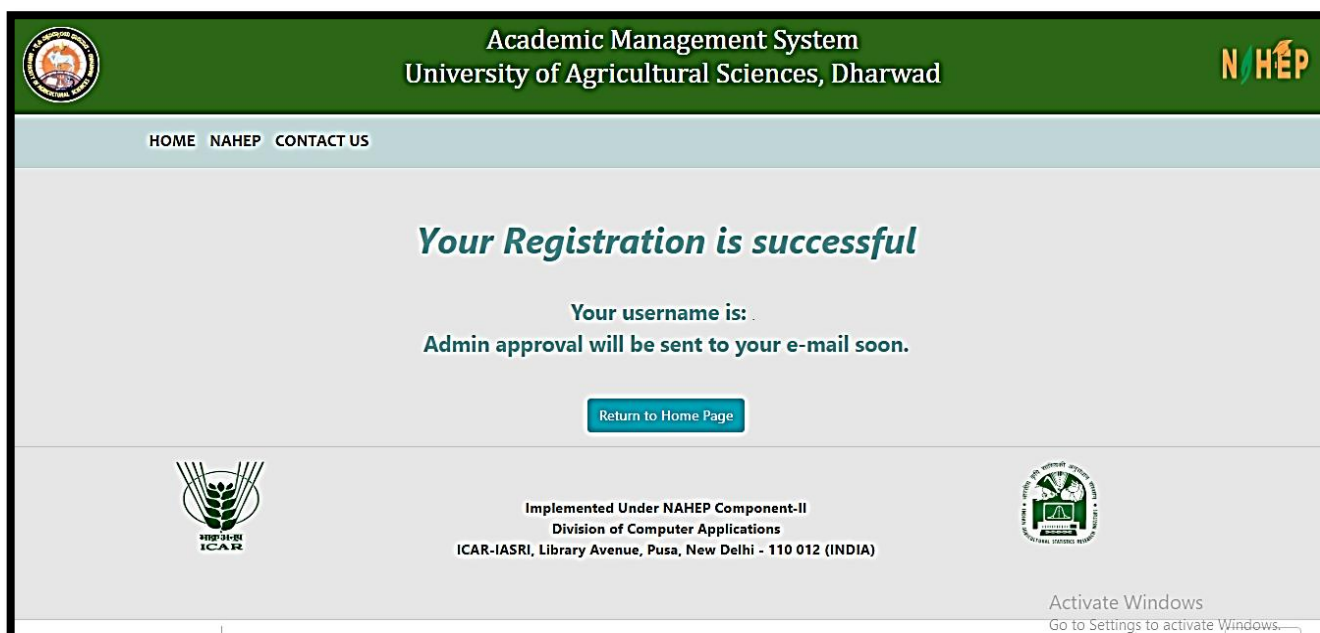 Academic Management System
University of Agricultural Sciences, Dharwad
NAHEP
HOME NAHEP CONTACT US
Your Registration is successful
Your username is:
Admin approval will be sent to your e-mail soon.
Return to Home Page
भाकृअनुप
ICAR
Implemented Under NAHEP Component-II
Division of Computer Applications
ICAR-IASRI, Library Avenue, Pusa, New Delhi - 110 012 (INDIA)
Activate Windows
Go to Settings to activate Windows.